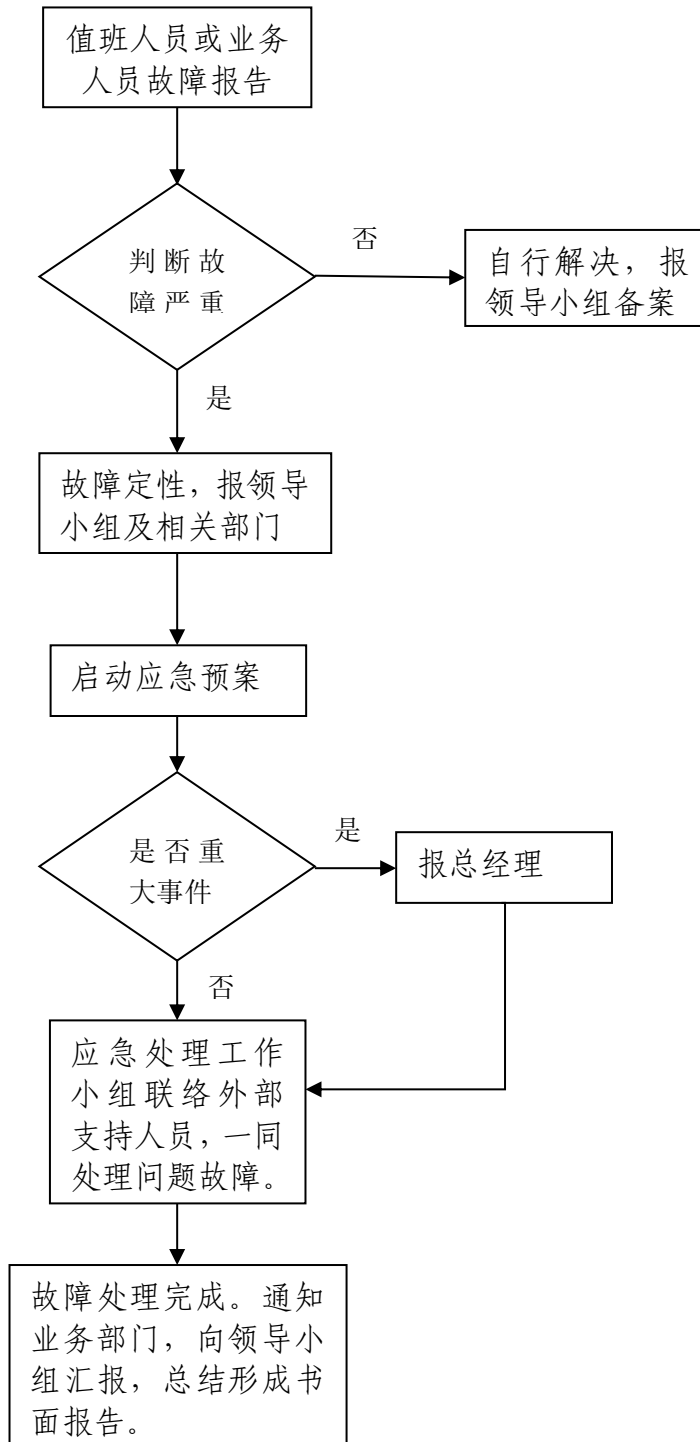 值班人员或业务
人员故障报告
判断故
障严重
否
自行解决，报
领导小组备案
是
故障定性，报领导
小组及相关部门
启动应急预案
是否重
大事件
是
报总经理
否
应急处理工作
小组联络外部
支持人员，一同
处理问题故障。
故障处理完成。通知
业务部门，向领导小
组汇报，总结形成书
面报告。